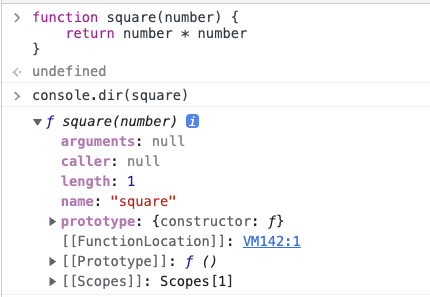 function square(number) {
return number * number
}
undefined
console.dir(square)
ƒ square(number) i
arguments: null
caller: null
length: 1
name: "square"
prototype: {constructor: ƒ}
[[FunctionLocation]]: VM142:1
[[Prototype]]: ƒ ()
[[Scopes]]: Scopes[1]